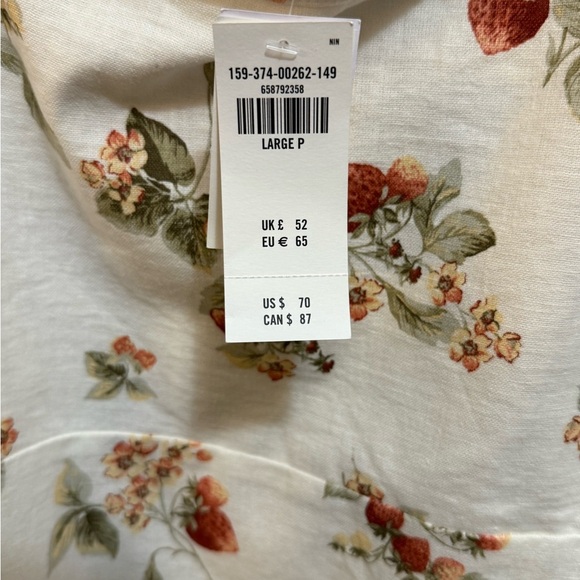 NIN
159-374-00262-149
658792358
LARGE P
UK £ 52
EU € 65
US $ 70
CAN $ 87